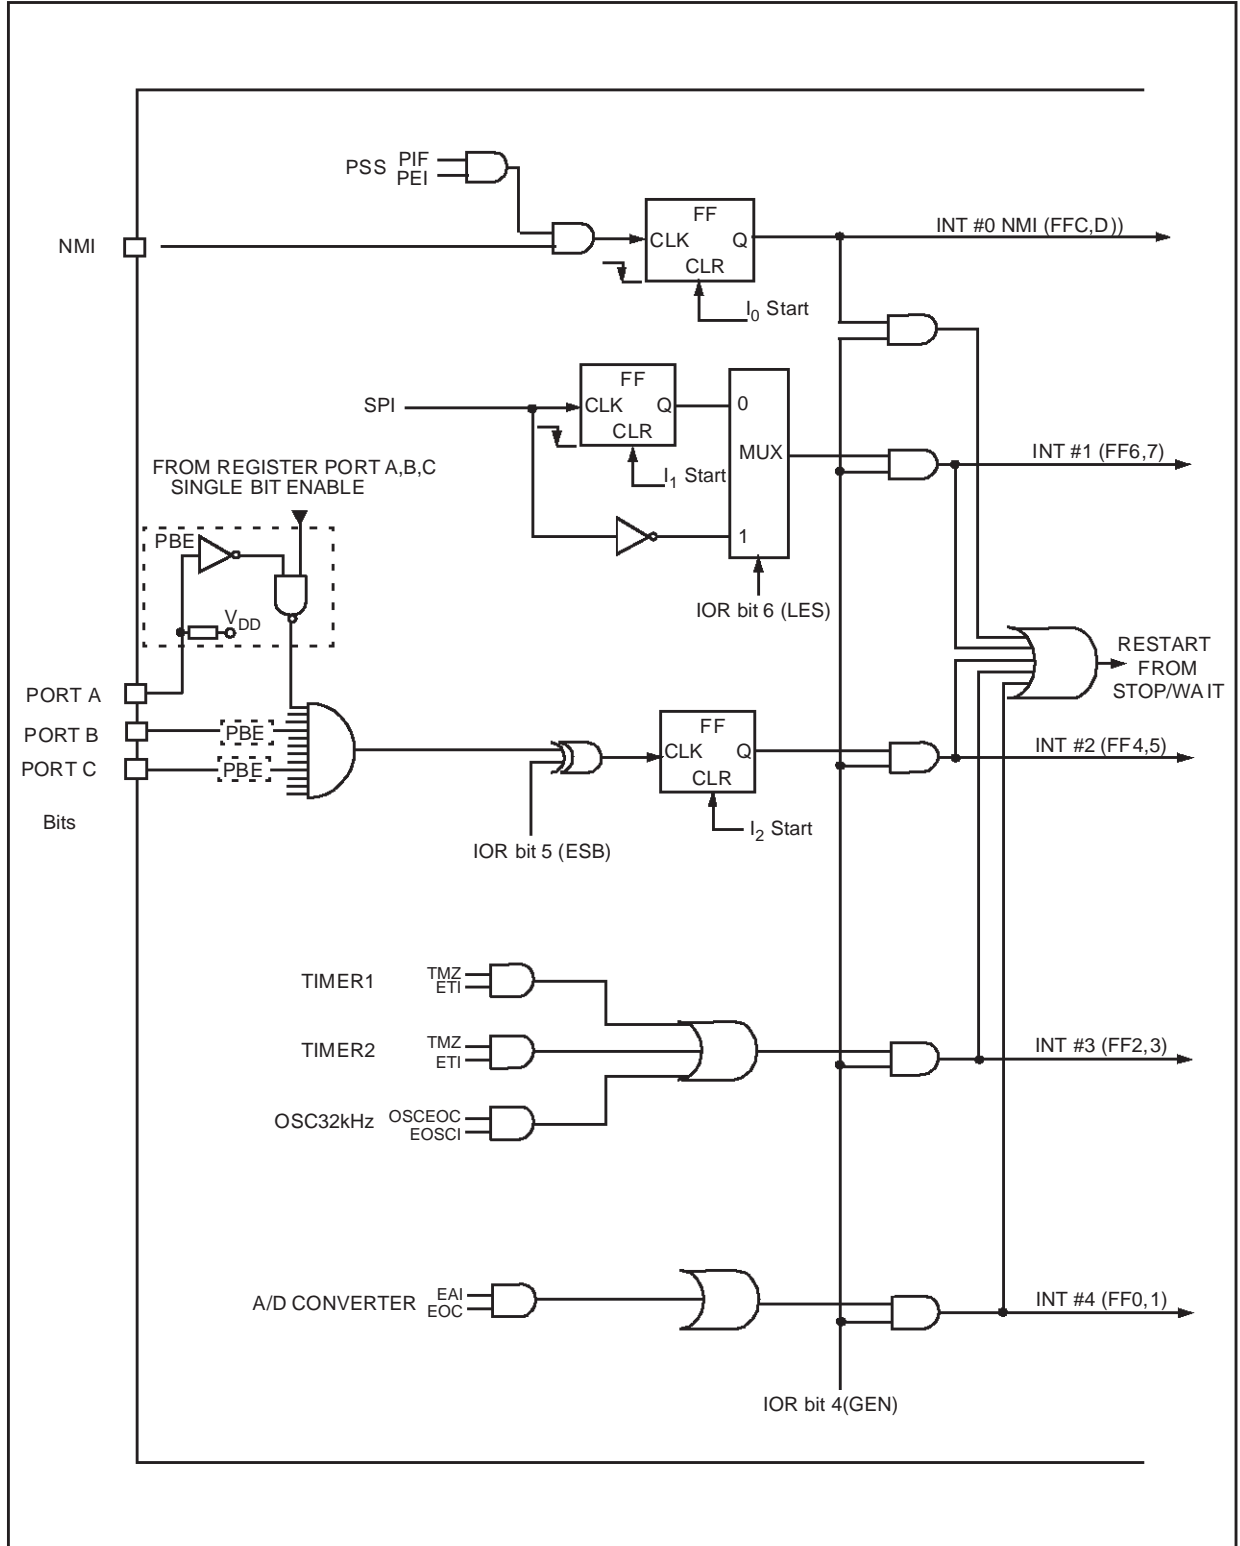 PSS PIF
PEI
NMI
FF
CLK Q
CLR
I0 Start
INT #0 NMI (FFC,D))
SPI
FF
CLK Q
CLR
I1 Start
0
MUX
1
IOR bit 6 (LES)
INT #1 (FF6,7)
FROM REGISTER PORT A,B,C
SINGLE BIT ENABLE
PBE
VDD
PORT A
PORT B
PBE
PORT C
PBE
Bits
IOR bit 5 (ESB)
FF
CLK Q
CLR
I2 Start
INT #2 (FF4,5)
RESTART
FROM
STOP/WAIT
TIMER1 TMZ
ETI
TIMER2 TMZ
ETI
OSC32kHz OSCEOC
EOSCI
INT #3 (FF2,3)
A/D CONVERTER EAI
EOC
INT #4 (FF0,1)
IOR bit 4(GEN)